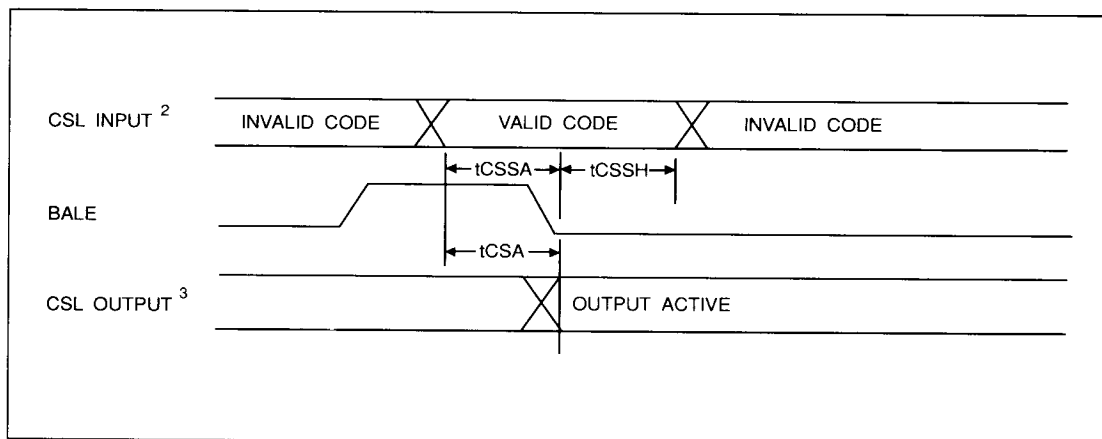 CSL INPUT 2
INVALID CODE VALID CODE INVALID CODE
tCSSA tCSSH
BALE
tCSA
CSL OUTPUT 3
OUTPUT ACTIVE